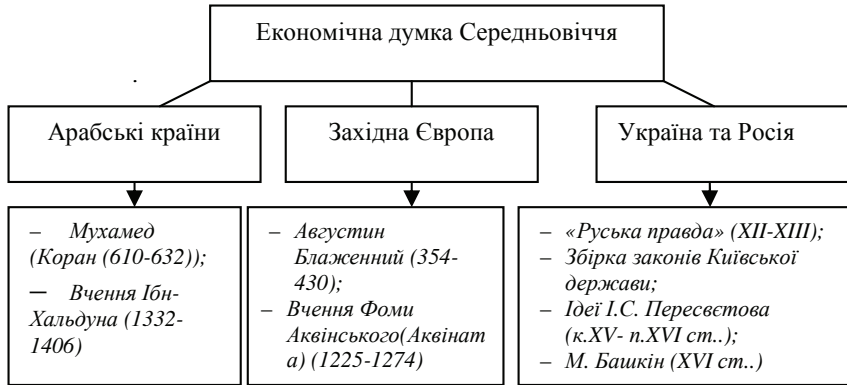 Економічна думка Середньовіччя
Арабські країни
Західна Європа
Україна та Росія
– Мухамед
(Коран (610-632));
– Вчення Ібн-
Хальдуна (1332-
1406)
– Августин
Блаженний (354-
430);
– Вчення Фоми
Аквінського(Аквінат
а) (1225-1274)
– «Руська правда» (XII-XIII);
– Збірка законів Київської
держави;
– Ідеї І.С. Пересвєтова
(к.XV- п.XVI ст..);
– М. Башкін (XVI ст..)